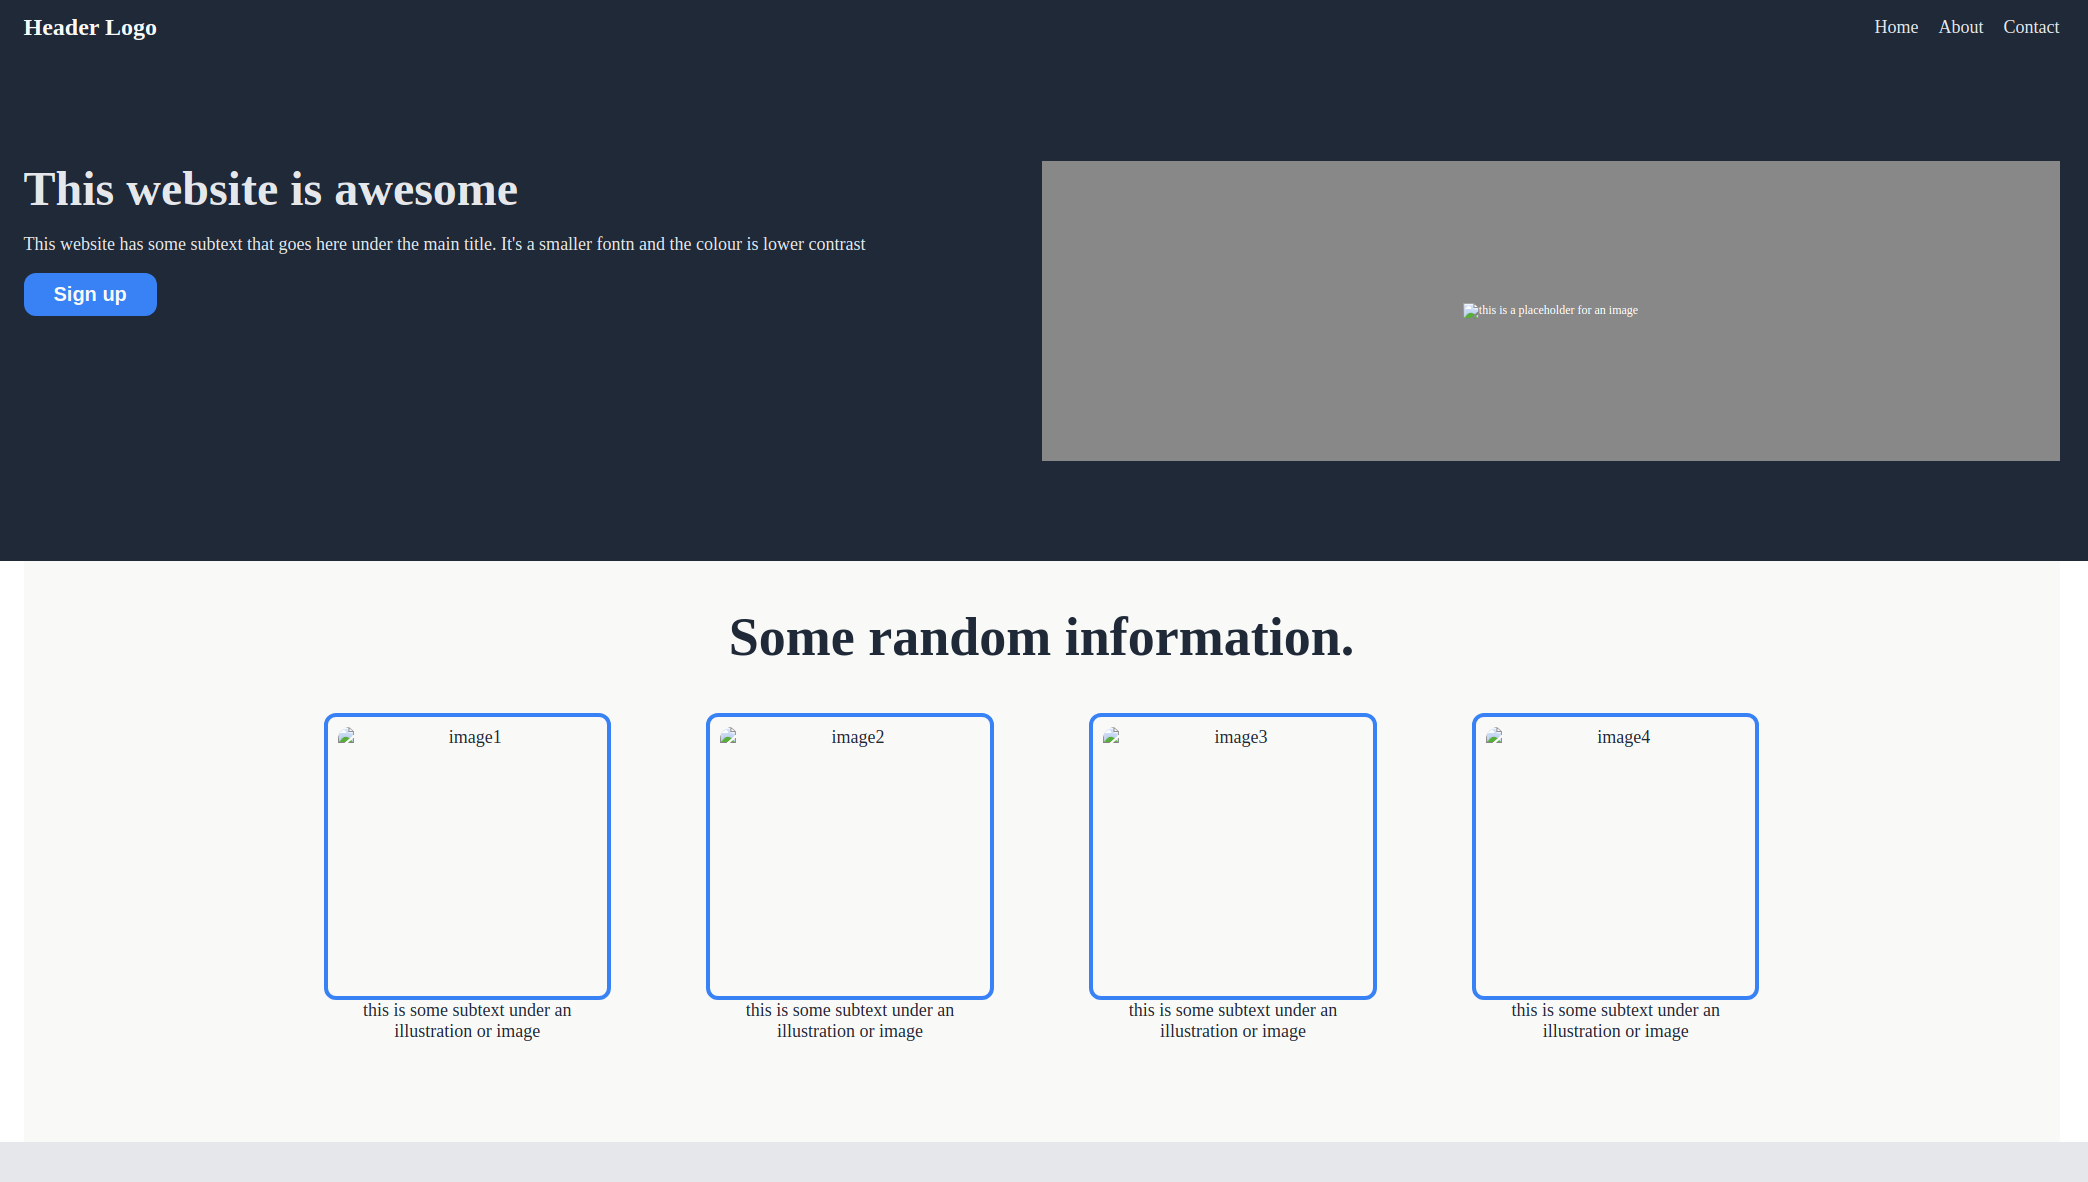 Header Logo
Home About Contact
This website is awesome
This website has some subtext that goes here under the main title. It's a smaller fontn and the colour is lower contrast
Sign up
this is a placeholder for an image
Some random information.
image1
image2
image3
image4
this is some subtext under an
illustration or image
this is some subtext under an
illustration or image
this is some subtext under an
illustration or image
this is some subtext under an
illustration or image